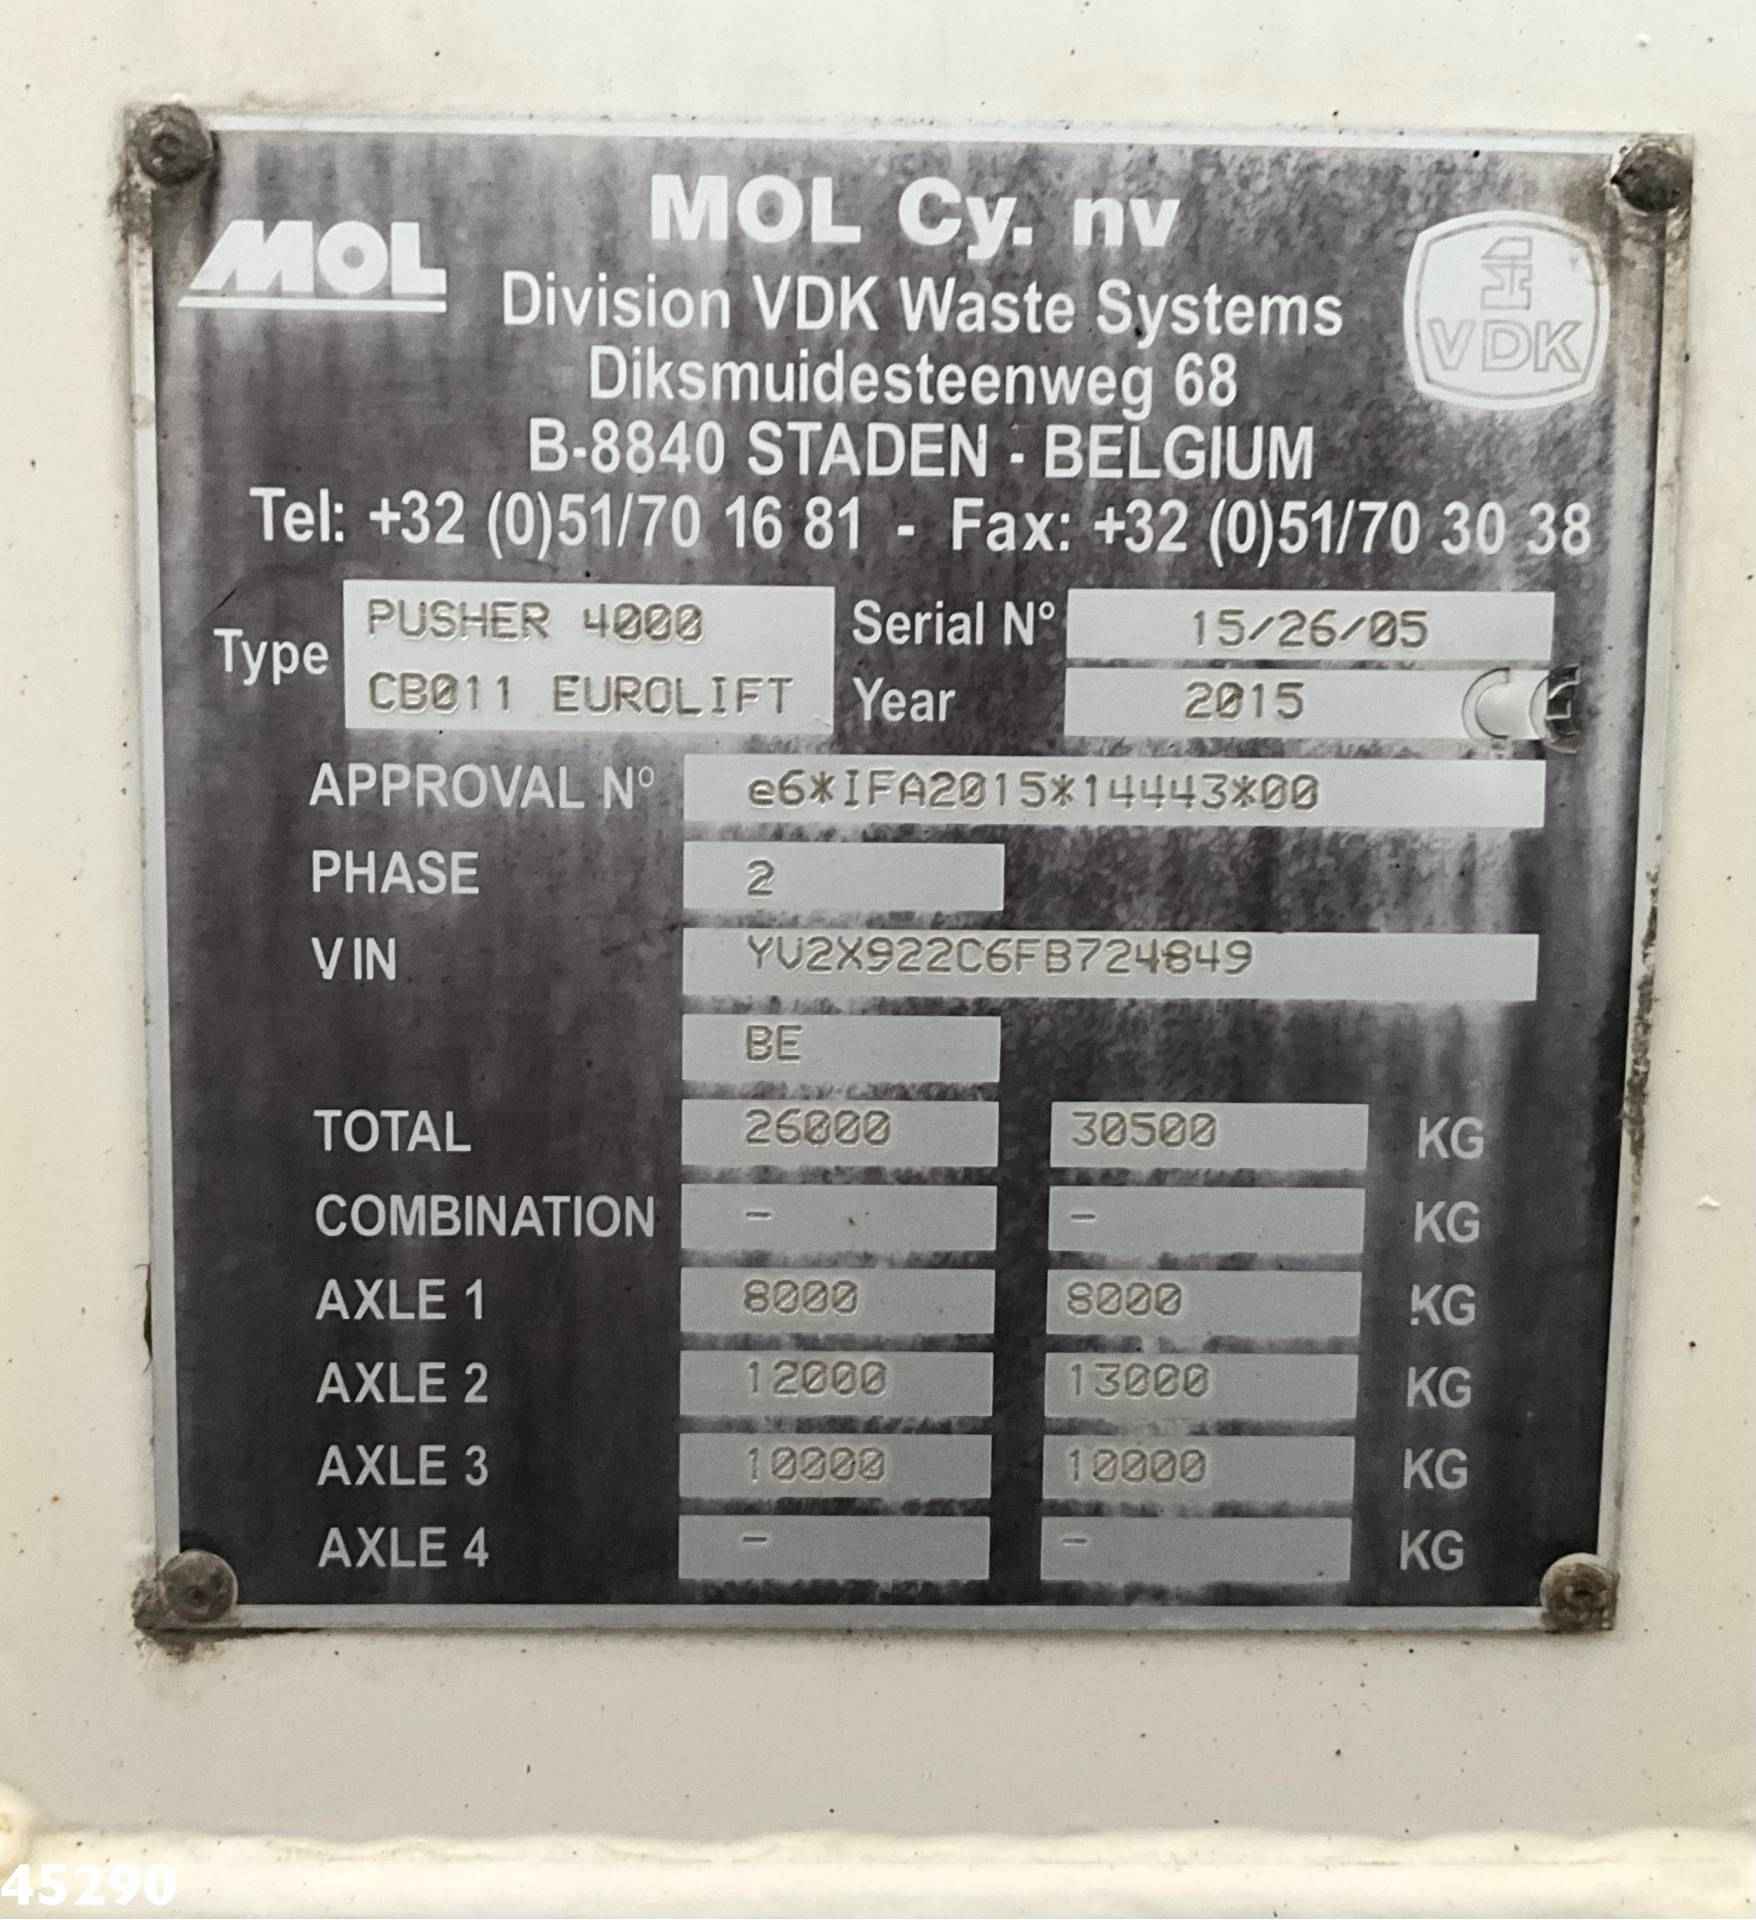 MOL
MOL Cy. nv
VDK
Division VDK Waste Systems
Diksmuidesteenweg 68
B-8840 STADEN - BELGIUM
Tel: +32 (0)51/70 16 81 - Fax: +32 (0)51/70 30 38
Type PUSHER 4000
CB011 EUROLIFT
Serial Nº 15/26/05
Year 2015
APPROVAL Nº e6*IFA2015*14443*00
PHASE 2
VIN YV2X922C6FB724849
BE
TOTAL 26000 30500 KG
COMBINATION - - KG
AXLE 1 8000 8000 KG
AXLE 2 12000 13000 KG
AXLE 3 10000 10000 KG
AXLE 4 - - KG
45290